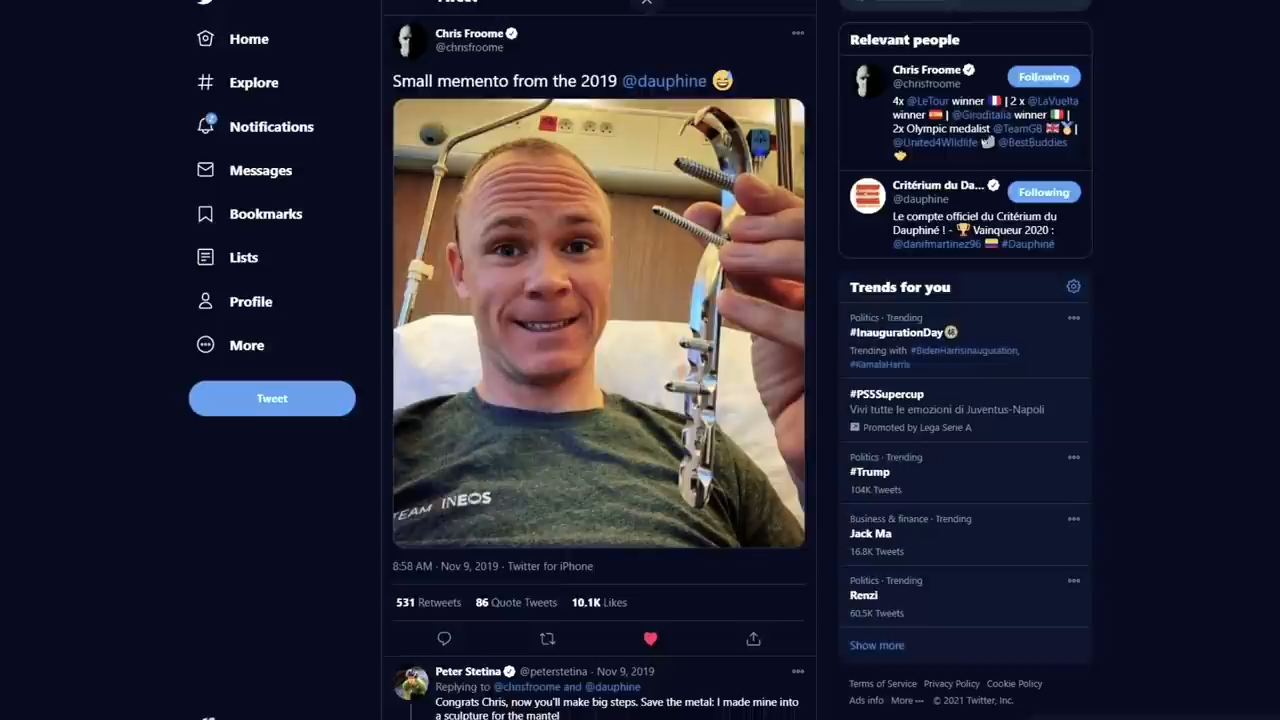 Home
Explore
Notifications
Messages
Bookmarks
Lists
Profile
More
Tweet
Tweet
Chris Froome
@chrisfroome
Small memento from the 2019 @dauphine 😅
TEAM INEOS
8:58 AM · Nov 9, 2019 · Twitter for iPhone
531 Retweets 86 Quote Tweets 10.1K Likes
Peter Stetina @peterstetina · Nov 9, 2019
Replying to @chrisfroome and @dauphine
Congrats Chris, now you'll make big steps. Save the metal: I made mine into
a sculpture for the mantel
Relevant people
Chris Froome
@chrisfroome
Following
4x @LeTour winner 🇫🇷 | 2 x @LaVuelta
winner 🇪🇸 | @Giroditalia winner 🇮🇹 |
2x Olympic medalist @TeamGB 🇬🇧🏅|
@United4Wildlife 🕊 @BestBuddies
Critérium du Da...
@dauphine
Following
Le compte officiel du Critérium du
Dauphiné ! - 🏆 Vainqueur 2020 :
@danifmartinez96 🇨🇴 #Dauphiné
Trends for you
Politics · Trending
#InaugurationDay
Trending with #BidenHarrisInauguration,
#KamalaHarris
#PS5Supercup
Vivi tutte le emozioni di Juventus-Napoli
Promoted by Lega Serie A
Politics · Trending
#Trump
104K Tweets
Business & finance · Trending
Jack Ma
16.8K Tweets
Politics · Trending
Renzi
60.5K Tweets
Show more
Terms of Service Privacy Policy Cookie Policy
Ads info More ··· © 2021 Twitter, Inc.